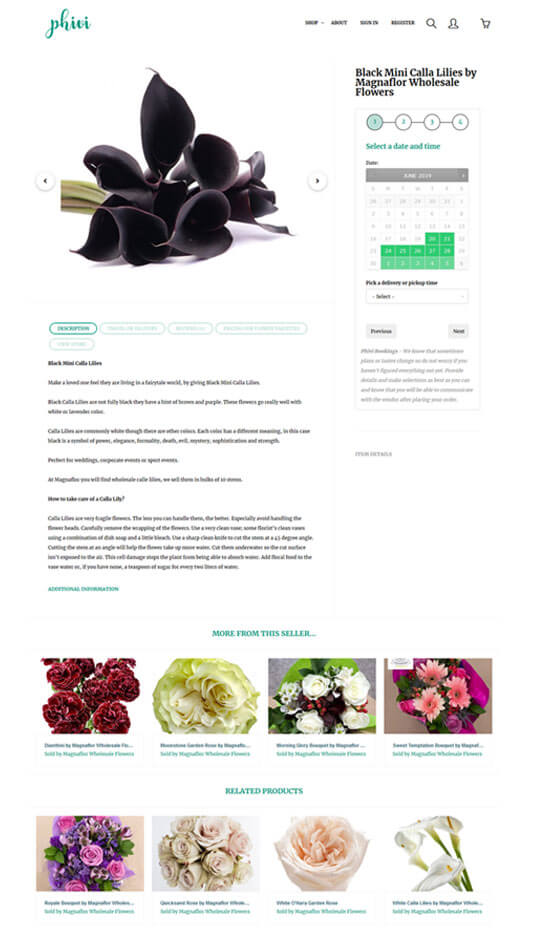 phivi
SHOP
ABOUT
SIGN IN
REGISTER
Black Mini Calla Lilies by
Magnaflor Wholesale
Flowers
1 2 3 4
Select a date and time
Date:
JUNE 2019
S M T W T F S
26 27 28 29 30 31 1
2 3 4 5 6 7 8
9 10 11 12 13 14 15
16 17 18 19 20 21 22
23 24 25 26 27 28 29
30 1 2 3 4 5 6
Pick a delivery or pickup time
- Select -
Previous
Next
Phivi Bookings - We know that sometimes
plans or tastes change so do not worry if you
haven't figured everything out yet. Provide
details and make selections as best as you can
and know that you will be able to communicate
with the vendor after placing your order.
ITEM DETAILS
DESCRIPTION
VIEW STORE
Black Mini Calla Lilies
Make a loved one feel they are living in a fairytale world, by giving Black Mini Calla Lilies.
Black Calla Lilies are not fully black they have a hint of brown and purple. These flowers go really well with
white or lavender color.
Calla Lilies are commonly white though there are other colors. Each color has a different meaning, in this case
black is a symbol of power, elegance, formality, death, evil, mystery, sophistication and strength.
Perfect for weddings, corporate events or sport events.
At Magnaflor you will find wholesale calle lilies, we sell them in bulks of 10 stems.
How to take care of a Calla Lily?
Calla Lilies are very fragile flowers. The less you can handle them, the better. Especially avoid handling the
flower heads. Carefully remove the wrapping of the flowers. Use a very clean vase; some florist's clean vases
using a combination of dish soap and a little bleach. Use a sharp clean knife to cut the stem at a 45 degree angle.
Cutting the stem at an angle will help the flower take up more water. Cut them underwater so the cut surface
isn't exposed to the air. This cell damage stops the plant from being able to absorb water. Add floral food to the
vase water or, if you have none, a teaspoon of sugar for every two liters of water.
ADDITIONAL INFORMATION
MORE FROM THIS SELLER...
Dianthini by Magnaflor Wholesale Flo...
Sold by Magnaflor Wholesale Flowers
Moonstone Garden Rose by Magnaflo...
Sold by Magnaflor Wholesale Flowers
Morning Glory Bouquet by Magnaflor ...
Sold by Magnaflor Wholesale Flowers
Sweet Temptation Bouquet by Magnaf...
Sold by Magnaflor Wholesale Flowers
RELATED PRODUCTS
Royale Bouquet by Magnaflor Wholes...
Sold by Magnaflor Wholesale Flowers
Quicksand Rose by Magnaflor Wholes...
Sold by Magnaflor Wholesale Flowers
White O'Hara Garden Rose
Sold by Magnaflor Wholesale Flowers
White Calla Lilies by Magnaflor Whole...
Sold by Magnaflor Wholesale Flowers